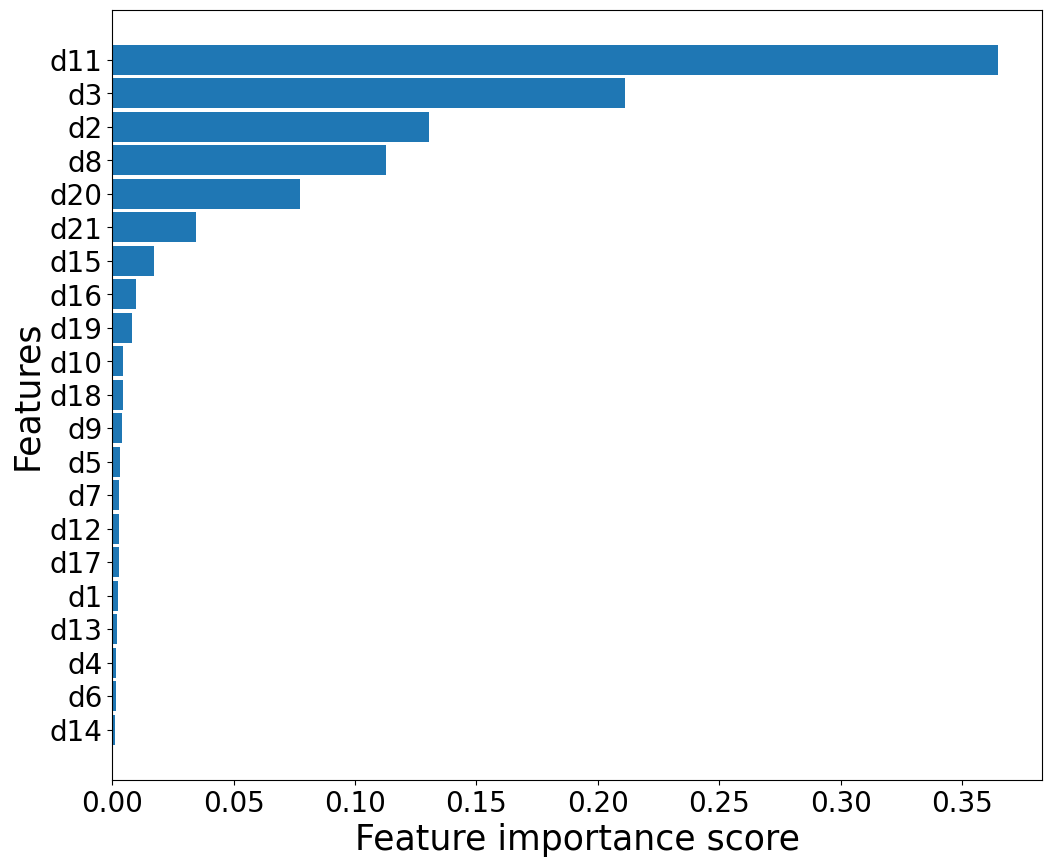 d11
d3
d2
d8
d20
d21
d15
d16
d19
d10
d18
d9
d5
d7
d12
d17
d1
d13
d4
d6
d14
Features
0.00 0.05 0.10 0.15 0.20 0.25 0.30 0.35
Feature importance score